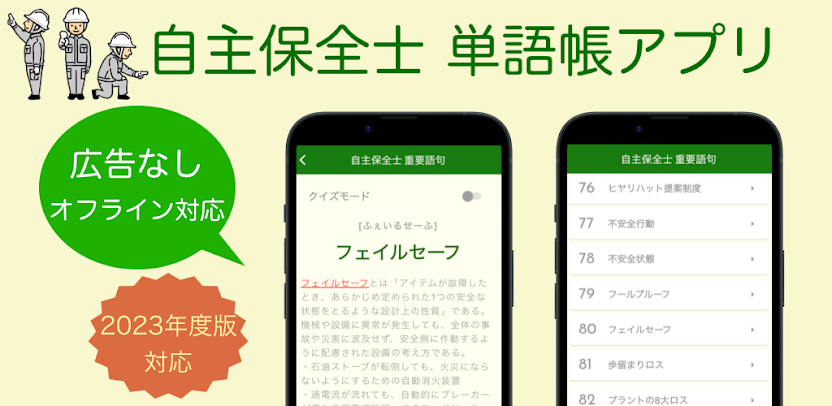 自主保全士 単語帳アプリ
広告なし
オフライン対応
2023年度版
対応
自主保全士 重要語句
クイズモード
[ふぇいるせーふ]
フェイルセーフ
フェイルセーフとは「アイテムが故障した
とき、あらかじめ定められた1つの安全な
状態をとるような設計上の性質」である。
機械や設備に異常が発生しても、全体の事
故や災害に波及せず、安全側に作動するよ
うに配慮された設備の考え方である。
・石油ストーブが転倒しても、火災になら
ないようにするための自動消火装置
・過電流が流れても、自動的にブレーカー
自主保全士 重要語句
76 ヒヤリハット提案制度
77 不安全行動
78 不安全状態
79 フールプルーフ
80 フェイルセーフ
81 歩留まりロス
82 プラントの8大ロス